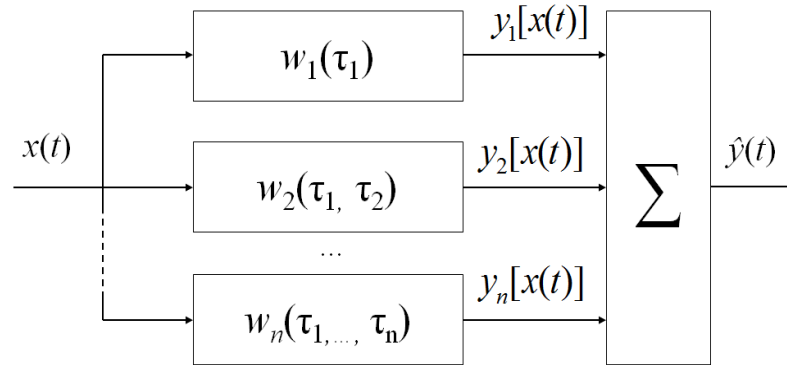 y₁[x(t)]
w₁(τ₁)
x(t)
y₂[x(t)]
ŷ(t)
w₂(τ₁, τ₂)
∑
...
yₙ[x(t)]
wₙ(τ₁,..., τₙ)